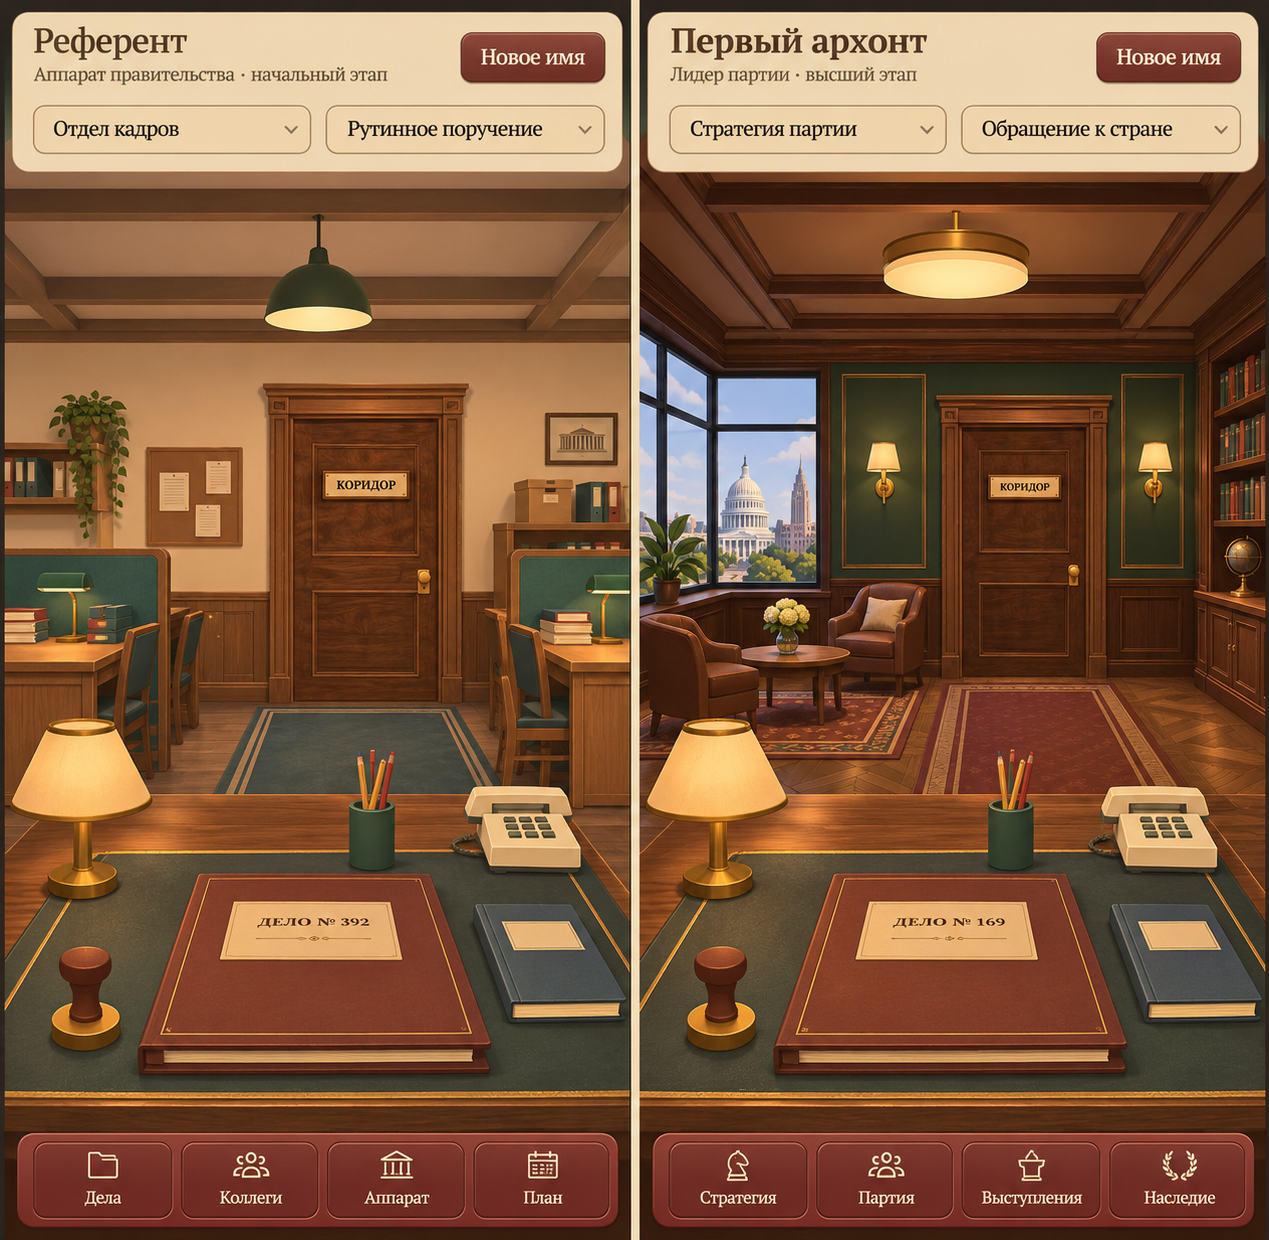 Референт
Аппарат правительства · начальный этап
Новое имя
Отдел кадров
Рутинное поручение
КОРИДОР
ДЕЛО № 392
Дела
Коллеги
Аппарат
План
Первый архонт
Лидер партии · высший этап
Новое имя
Стратегия партии
Обращение к стране
КОРИДОР
ДЕЛО № 169
Стратегия
Партия
Выступления
Наследие